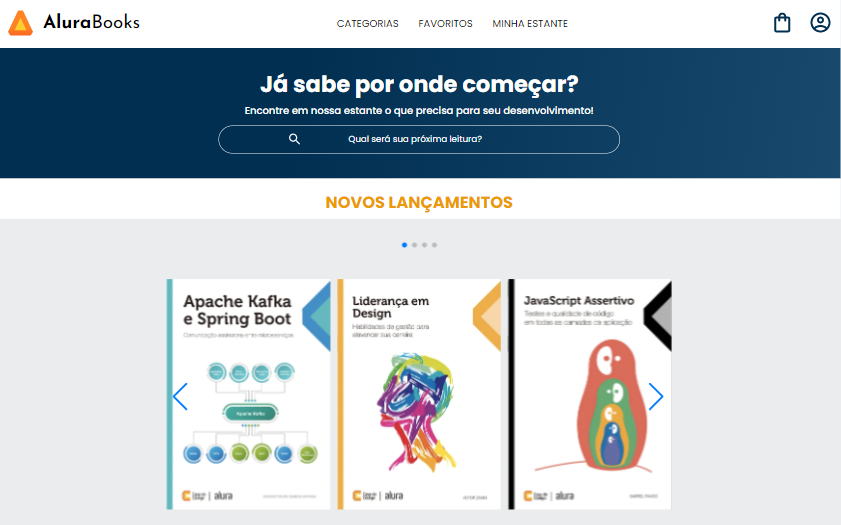 AluraBooks
CATEGORIAS
FAVORITOS
MINHA ESTANTE
Já sabe por onde começar?
Encontre em nossa estante o que precisa para seu desenvolvimento!
Qual será sua próxima leitura?
NOVOS LANÇAMENTOS
Apache Kafka
e Spring Boot
Comunicação assíncrona entre microsserviços
Apache Kafka
alura
Liderança em
Design
Habilidades de gestão para
alavancar sua carreira
alura
JavaScript Assertivo
Testes e qualidade de código
em todas as camadas da aplicação
alura